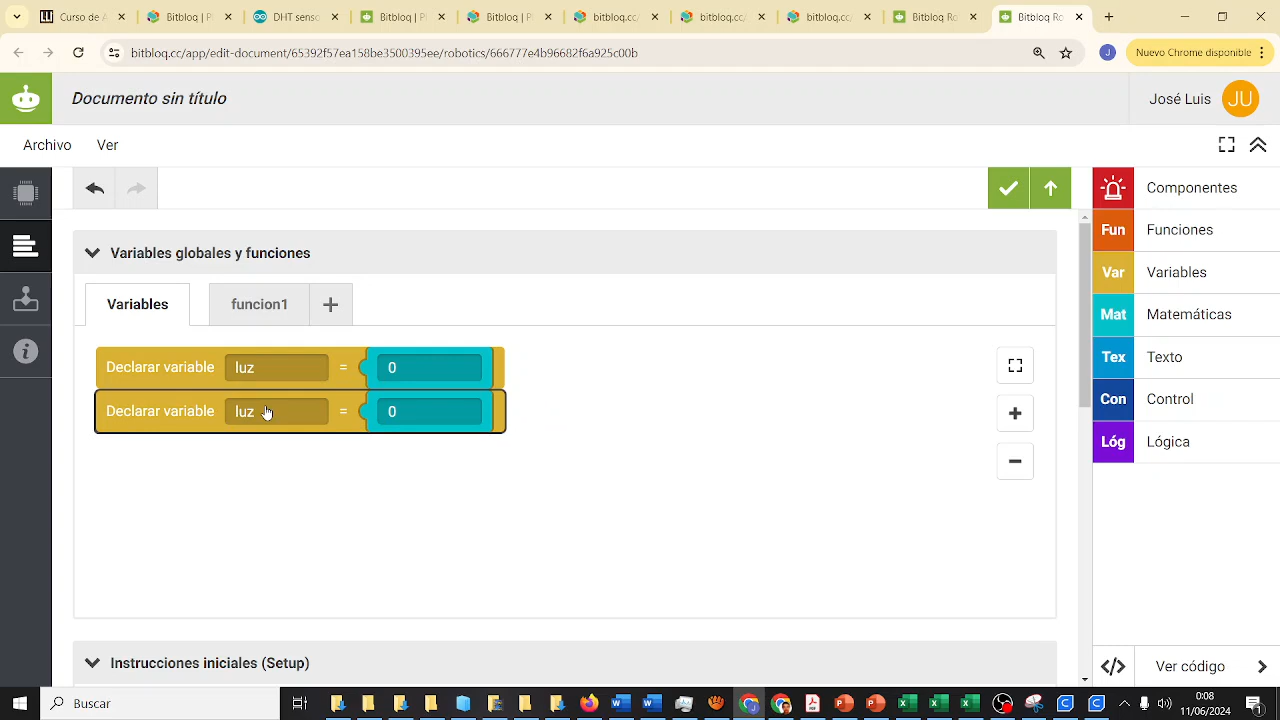 Curso de A
Bitbloq | Pl
DHT senso
Bitbloq | P
Bitbloq | P
bitbloq.cc/
bitbloq.cc/
bitbloq.cc/
Bitbloq Ro
Bitbloq Ro
bitbloq.cc/app/edit-document/65392f57ea158be3500395ee/robotics/666777e4b96682f6a925c00b
J
Nuevo Chrome disponible
Documento sin título
José Luis
JU
Archivo
Ver
Componentes
Fun
Funciones
Variables globales y funciones
Var
Variables
Variables
funcion1
+
Mat
Matemáticas
Declarar variable
luz
=
0
Tex
Texto
Declarar variable
luz
=
0
Con
Control
Lóg
Lógica
Instrucciones iniciales (Setup)
</>
Ver código
Buscar
0:08
11/06/2024